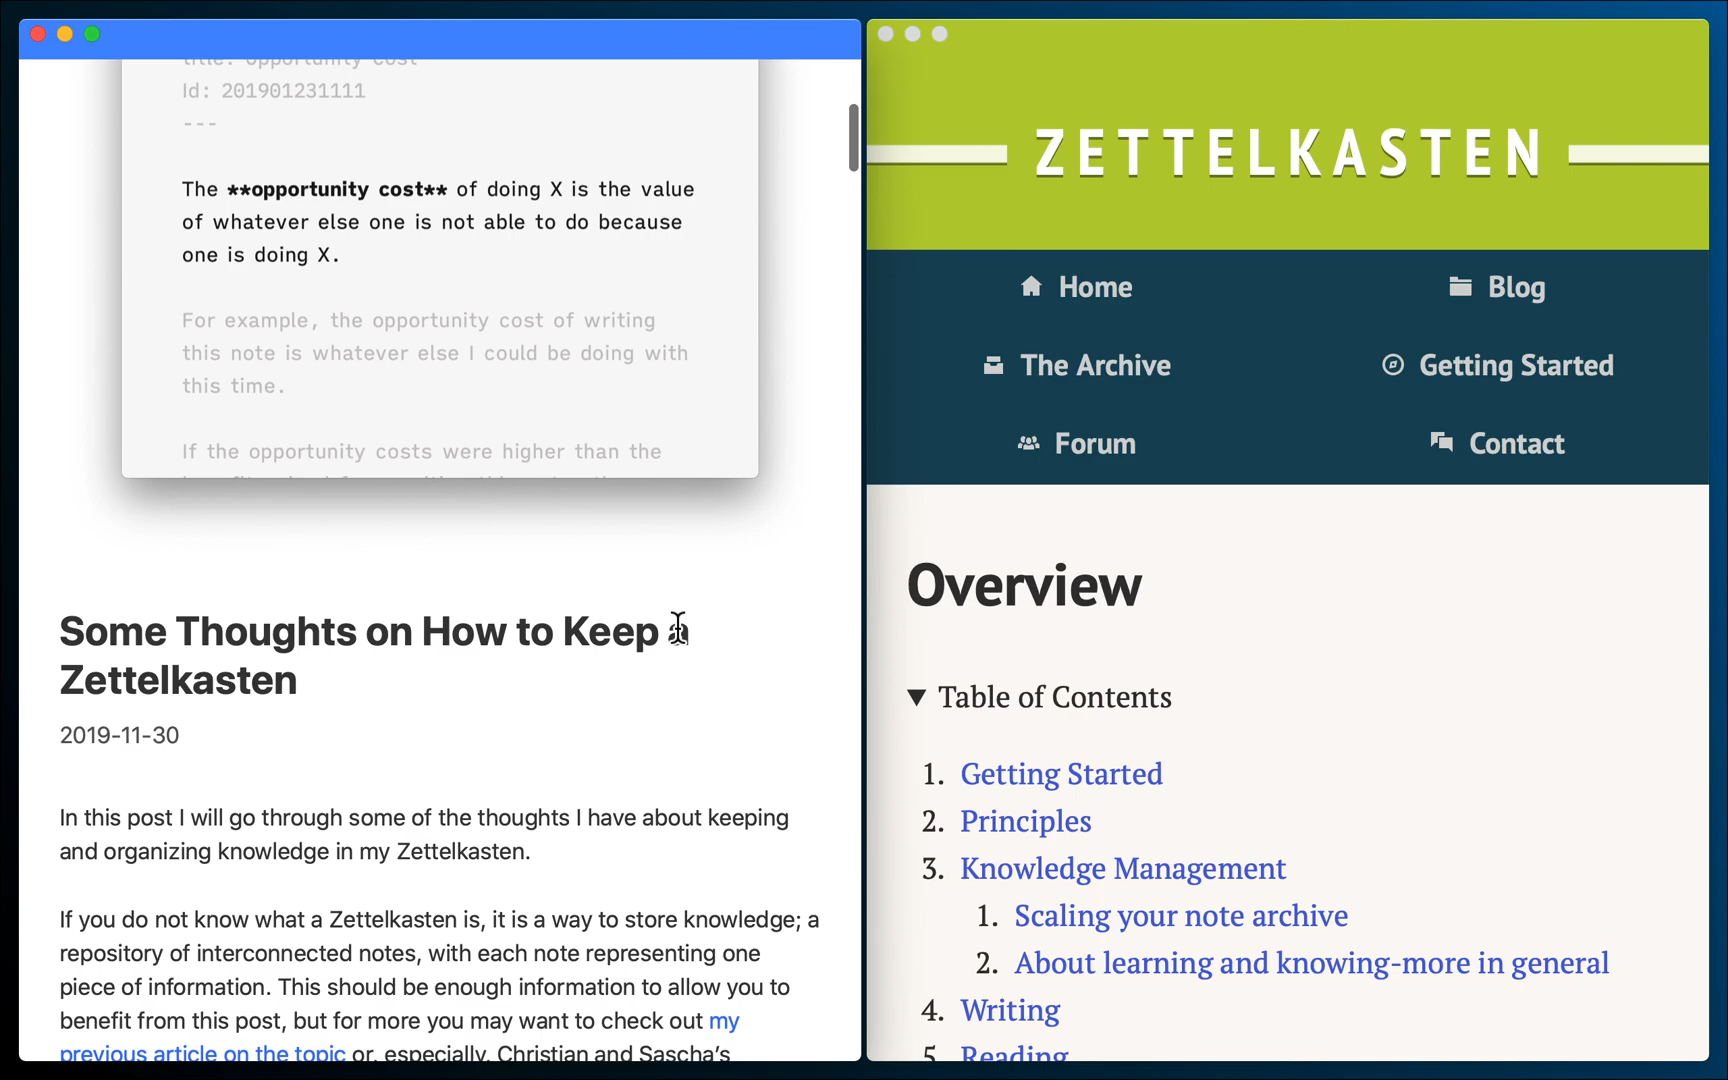 title: opportunity cost
Id: 201901231111
---
The **opportunity cost** of doing X is the value
of whatever else one is not able to do because
one is doing X.
For example, the opportunity cost of writing
this note is whatever else I could be doing with
this time.
If the opportunity costs were higher than the
Some Thoughts on How to Keep a
Zettelkasten
2019-11-30
In this post I will go through some of the thoughts I have about keeping
and organizing knowledge in my Zettelkasten.
If you do not know what a Zettelkasten is, it is a way to store knowledge; a
repository of interconnected notes, with each note representing one
piece of information. This should be enough information to allow you to
benefit from this post, but for more you may want to check out my
previous article on the topic or, especially, Christian and Sascha's
ZETTELKASTEN
Home
Blog
The Archive
Getting Started
Forum
Contact
Overview
▼ Table of Contents
1. Getting Started
2. Principles
3. Knowledge Management
1. Scaling your note archive
2. About learning and knowing-more in general
4. Writing
5. Reading